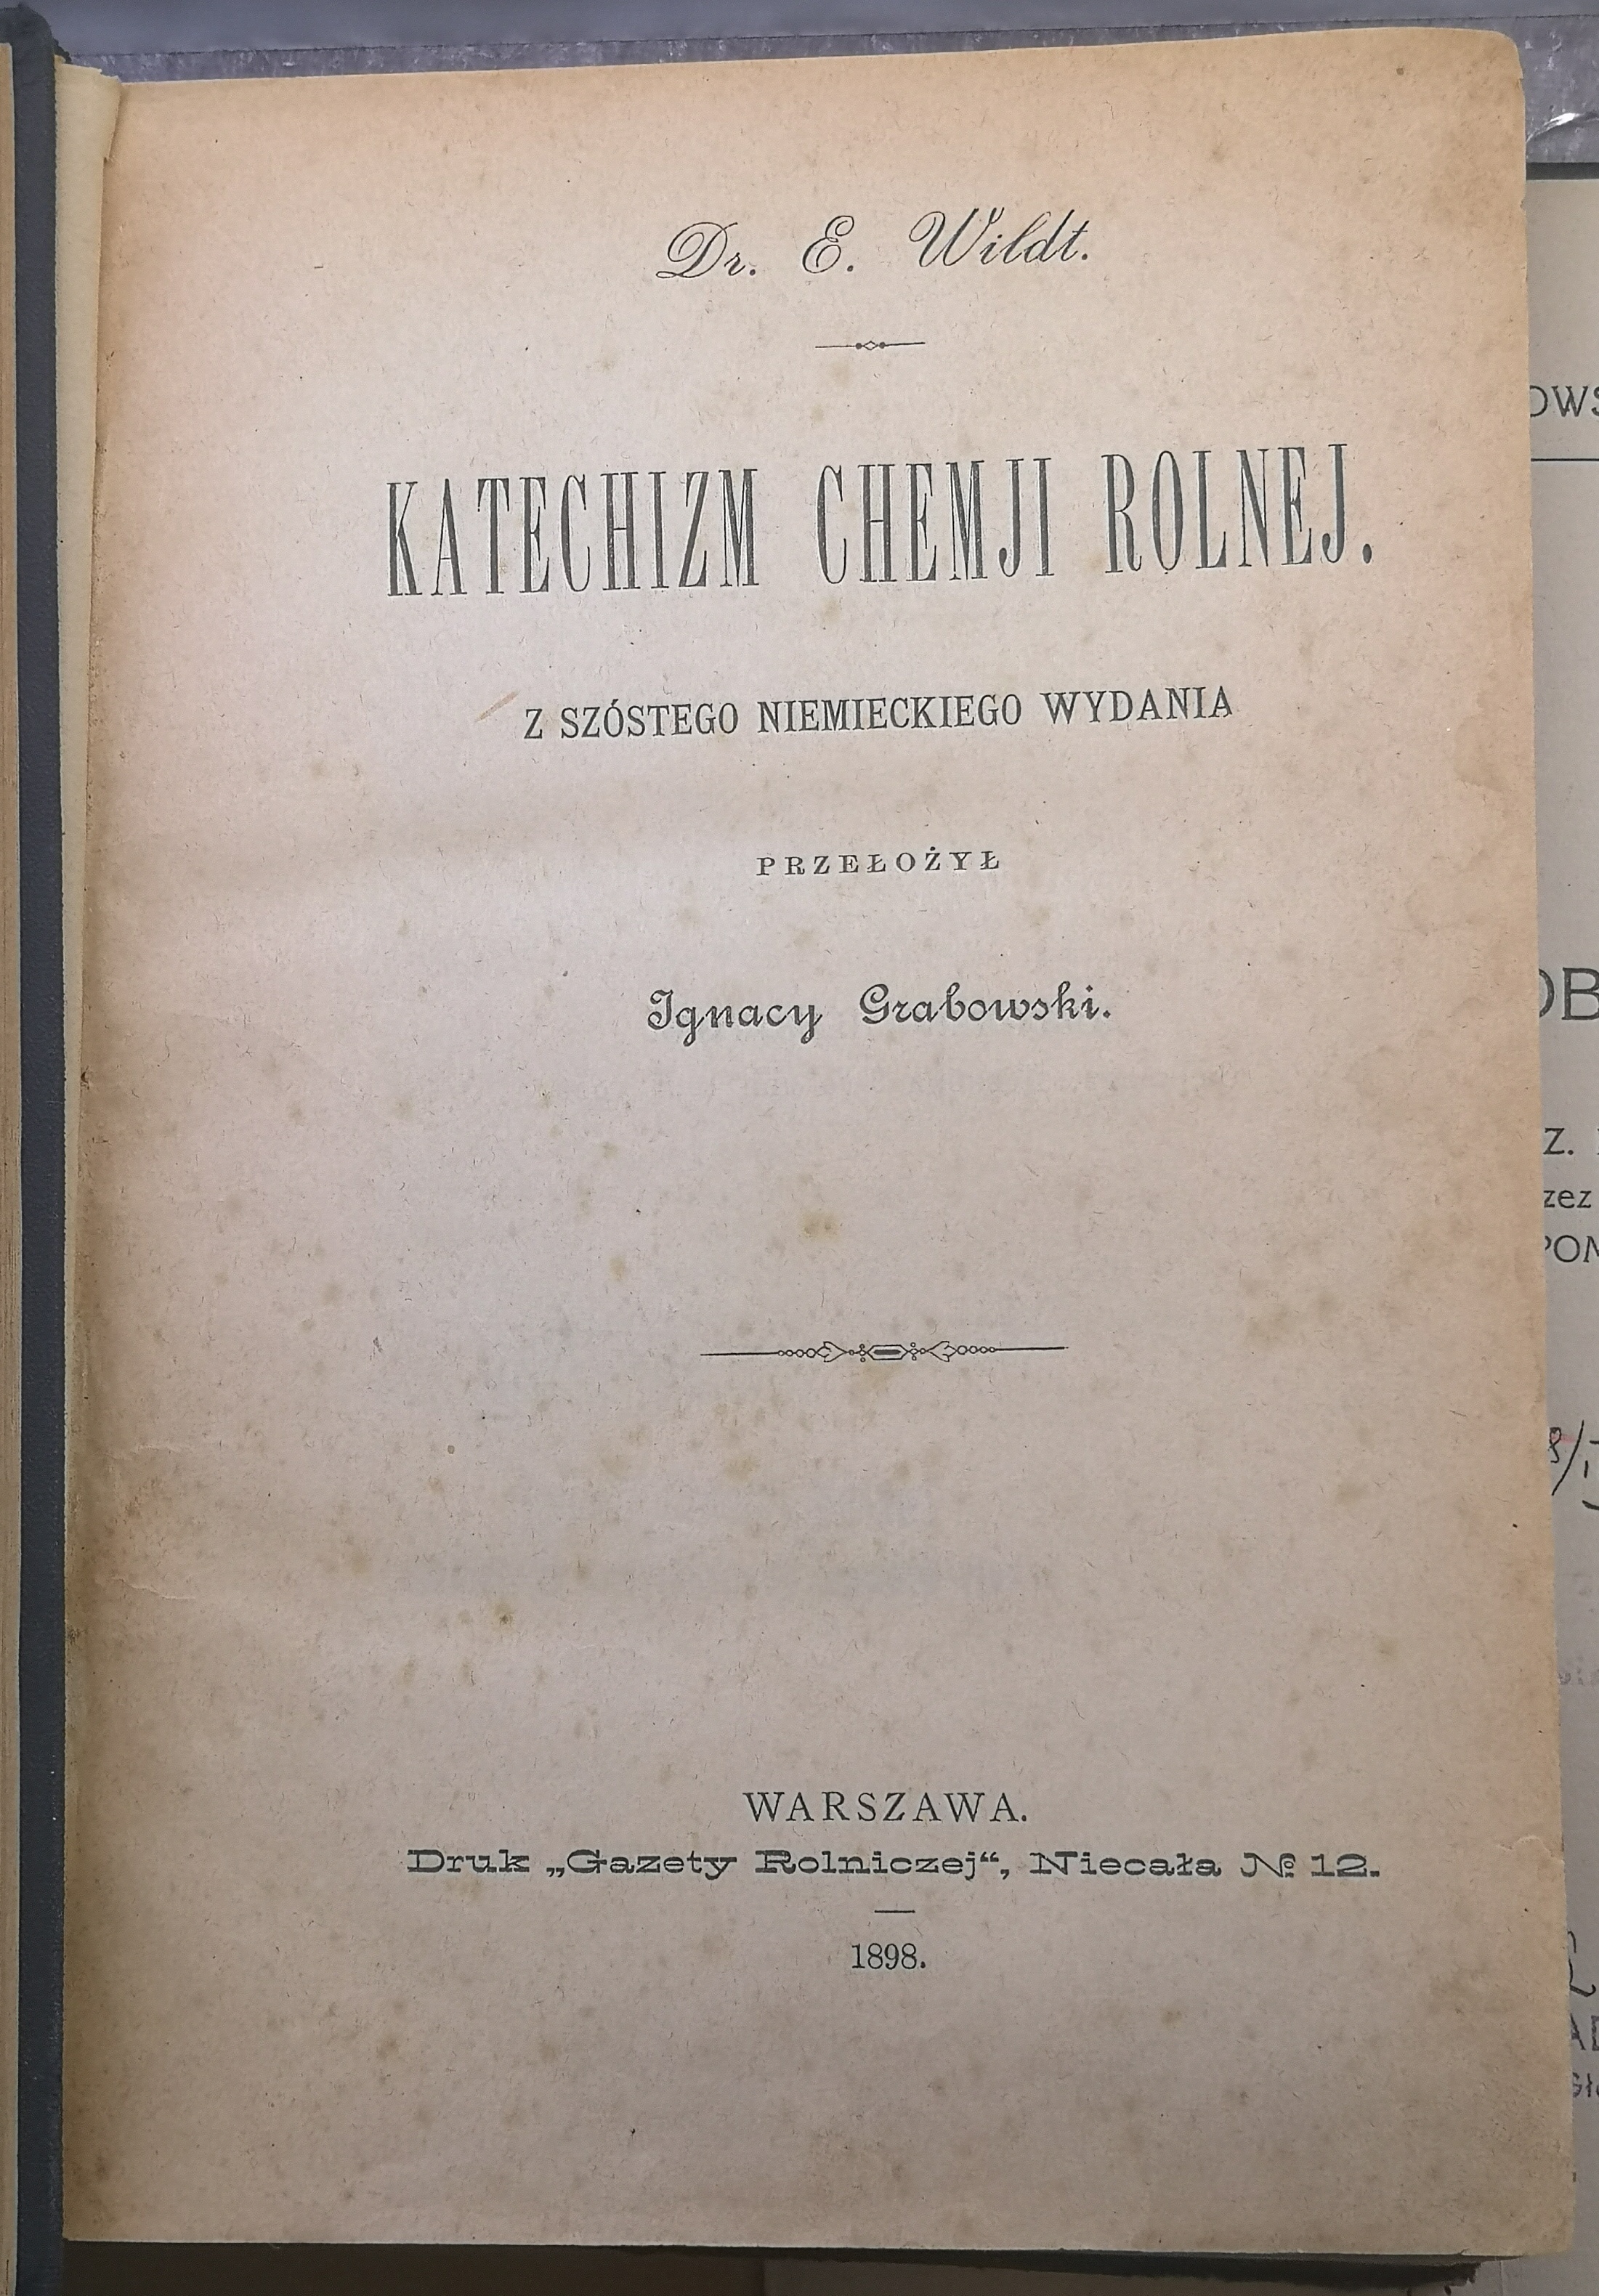 Dr. E. Wildt.
KATECHIZM CHEMJI ROLNEJ.
Z SZÓSTEGO NIEMIECKIEGO WYDANIA
PRZEŁOŻYŁ
Ignacy Grabowski.
WARSZAWA.
Druk „Gazety Rolniczej“, Niecała № 12.
1898.